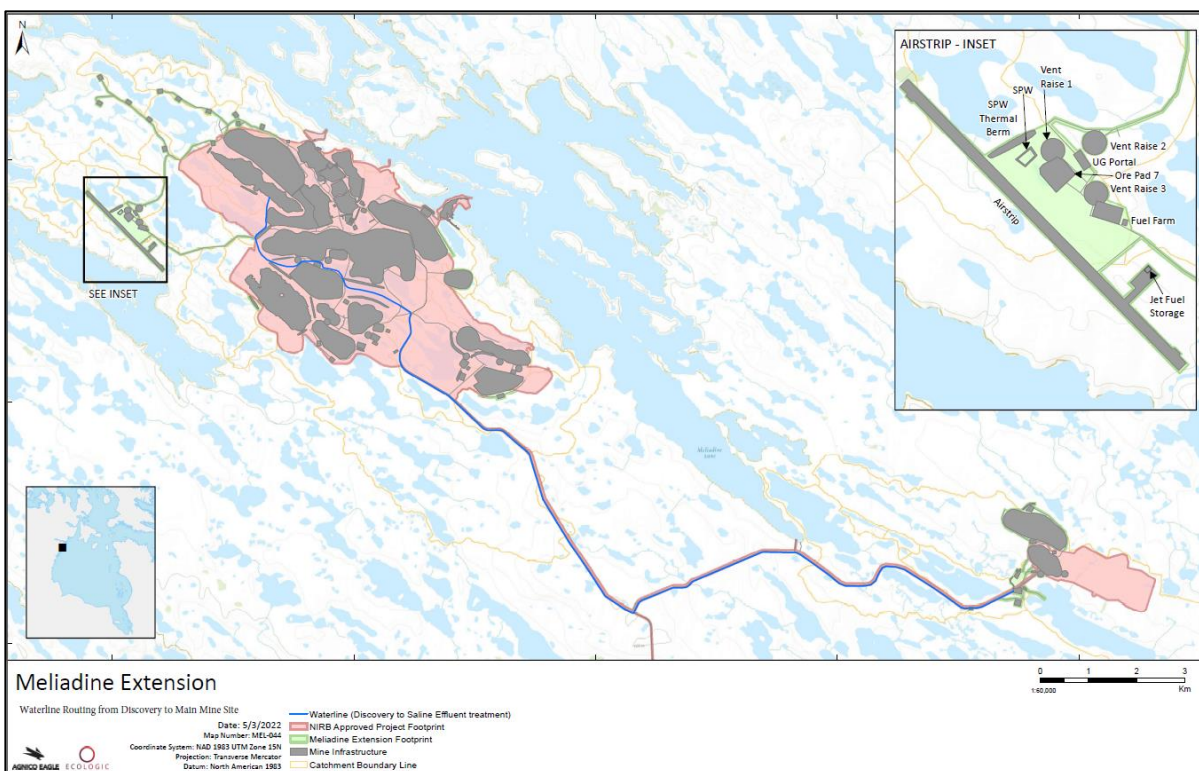 N
AIRSTRIP - INSET
Vent
Raise 1
SPW
SPW
Thermal
Berm
Vent Raise 2
UG Portal
Ore Pad 7
Vent Raise 3
Airstrip
Fuel Farm
Jet Fuel
Storage
SEE INSET
Meliadine
Meliadine Extension
Waterline Routing from Discovery to Main Mine Site
Date: 5/3/2022
Map Number: MEL-044
Coordinate System: NAD 1983 UTM Zone 15N
Projection: Transverse Mercator
Datum: North American 1983
AGNICO EAGLE
ECOLOGIC
Waterline (Discovery to Saline Effluent treatment)
NIRB Approved Project Footprint
Meliadine Extension Footprint
Mine Infrastructure
Catchment Boundary Line
0 1 2 3
1:60,000
Km